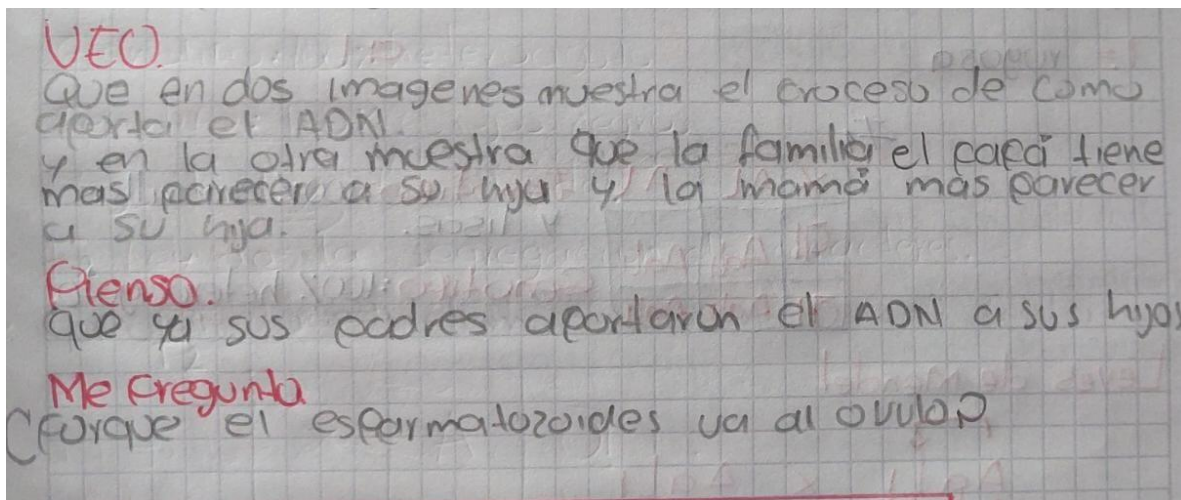 VEO.
Que en dos imagenes muestra el proceso de como
aporta el ADN.
y en la otra muestra que la familia el papá tiene
mas parecer a su hija y la mamá más parecer
a su hija.
Pienso.
que ya sus padres aportaron el ADN a sus hijos
Me Pregunta
¿Porque el espermatozoides va al ovulo?